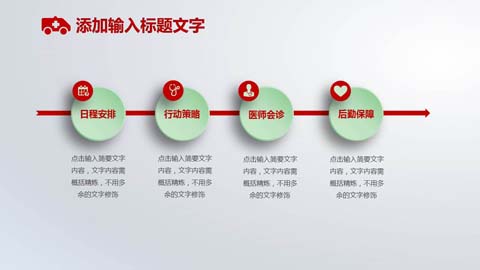 添加输入标题文字
日程安排
行动策略
医师会诊
后勤保障
点击输入简要文字
内容，文字内容需
概括精炼，不用多
余的文字修饰
点击输入简要文字
内容，文字内容需
概括精炼，不用多
余的文字修饰
点击输入简要文字
内容，文字内容需
概括精炼，不用多
余的文字修饰
点击输入简要文字
内容，文字内容需
概括精炼，不用多
余的文字修饰